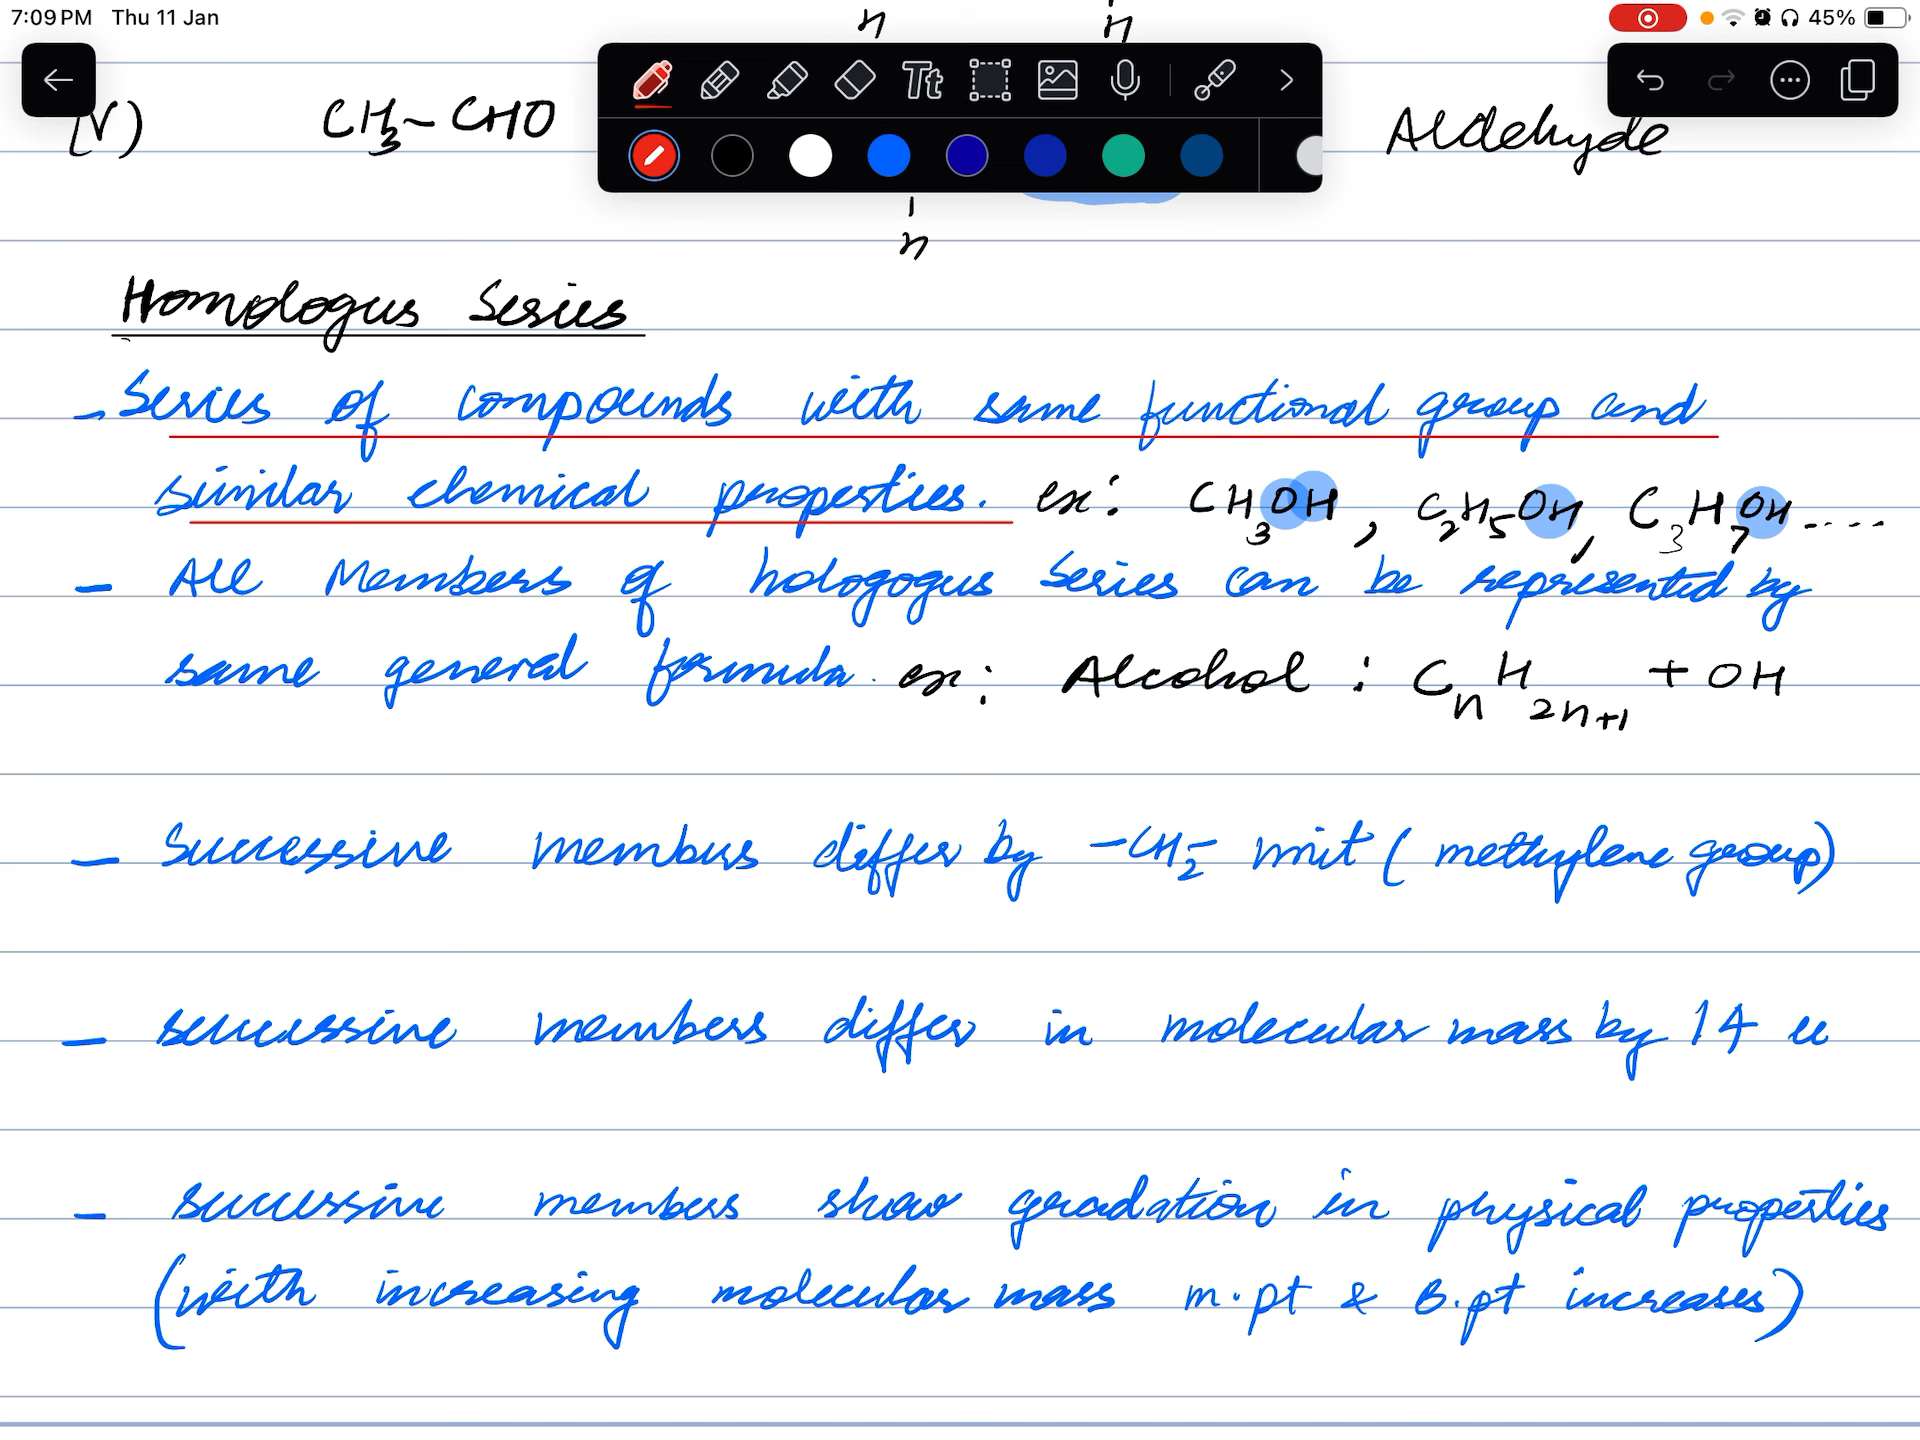 7:09 PM Thu 11 Jan
45%
H H
Tt
(V) CH3-CHO Aldehyde
H
Homologus Series
- Series of compounds with same functional group and
similar chemical properties. ex: CH3OH, C2H5OH, C3H7OH....
- All Members of hologogus Series can be represented by
same general formula. ex: Alcohol : CnH2n+1 + OH
- Successive members differ by -CH2- unit (methylene group)
- successive members differ in molecular mass by 14 u
- successive members show gradation in physical properties
(with increasing molecular mass m.pt & B.pt increases)